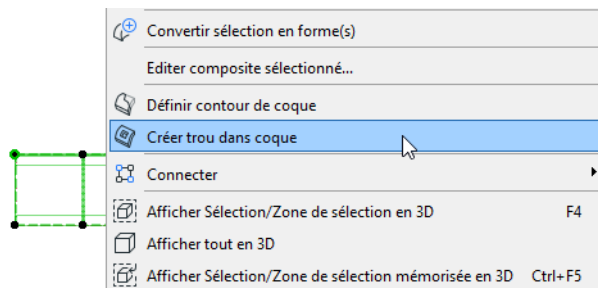 Convertir sélection en forme(s)
Editer composite sélectionné...
Définir contour de coque
Créer trou dans coque
Connecter
Afficher Sélection/Zone de sélection en 3D F4
Afficher tout en 3D
Afficher Sélection/Zone de sélection mémorisée en 3D Ctrl+F5